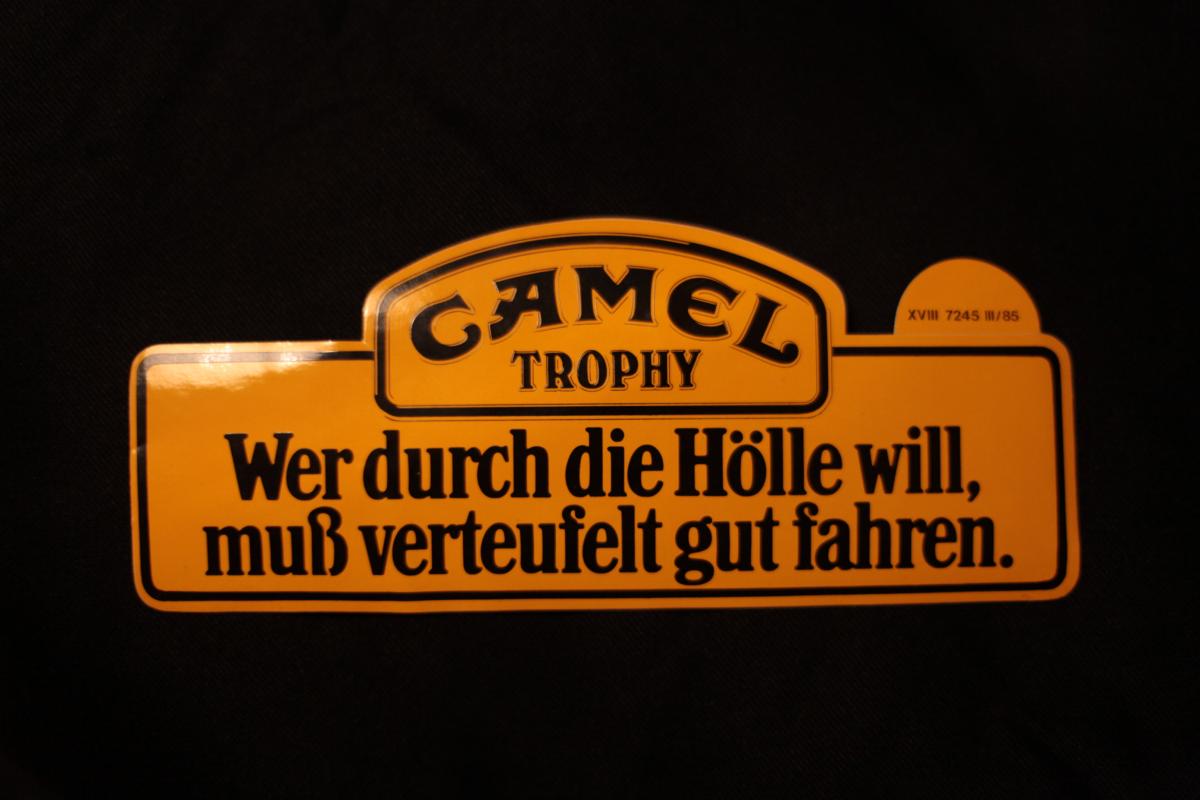 CAMEL
TROPHY
XVIII 7245 III/85
Wer durch die Hölle will,
muß verteufelt gut fahren.